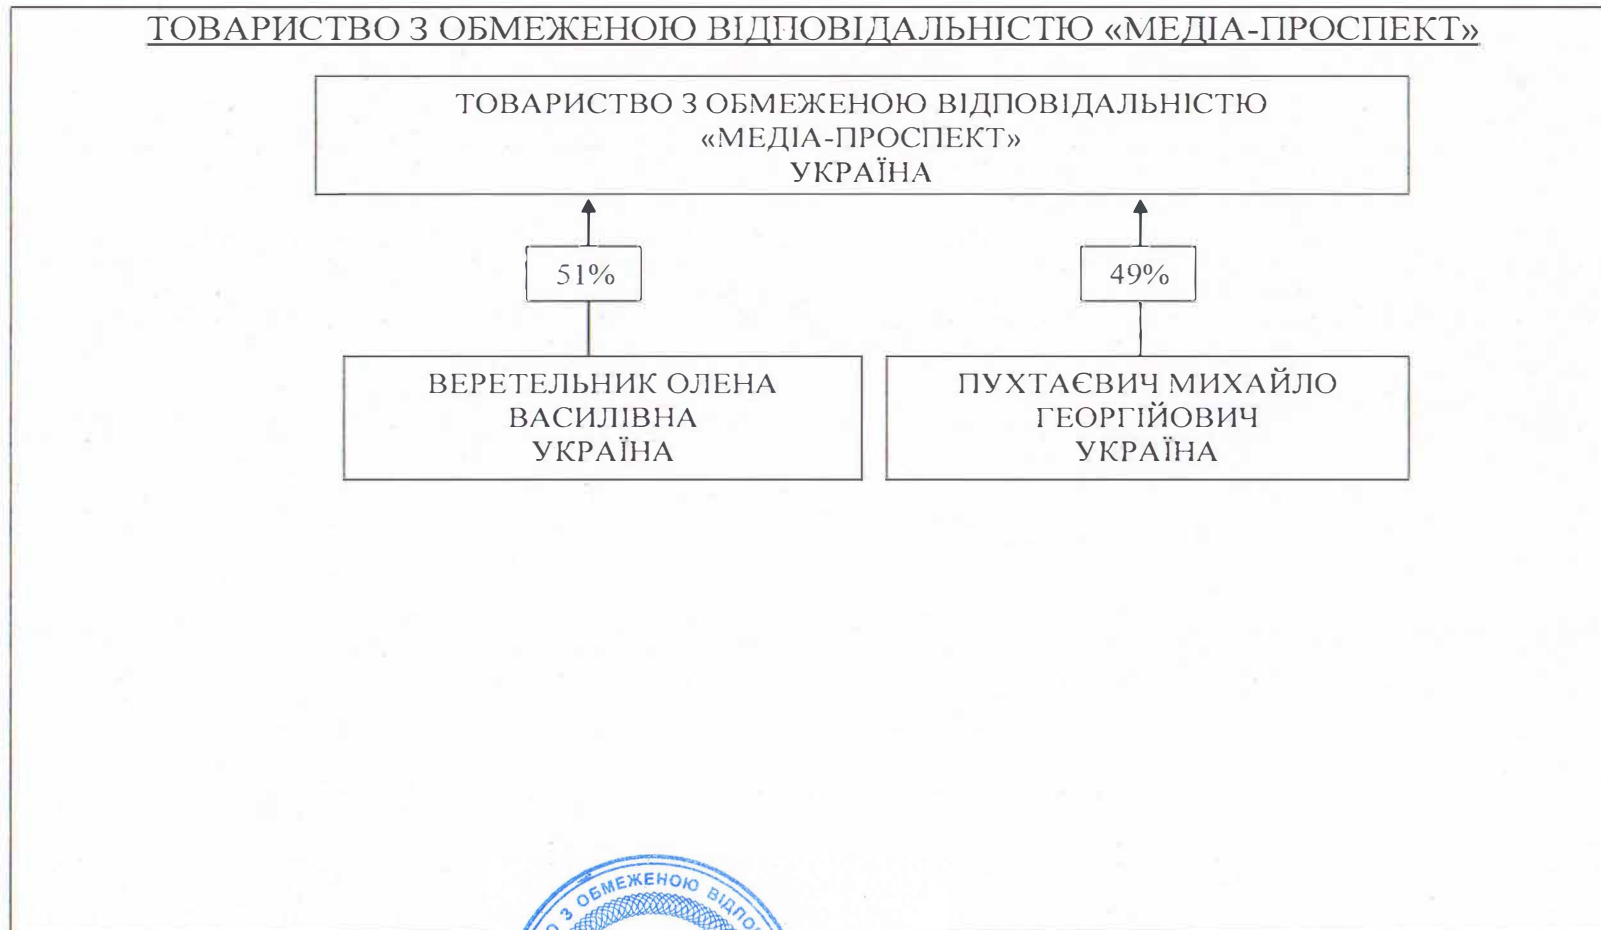 ТОВАРИСТВО З ОБМЕЖЕНОЮ ВІДПОВІДАЛЬНІСТЮ «МЕДІА-ПРОСПЕКТ»
ТОВАРИСТВО З ОБМЕЖЕНОЮ ВІДПОВІДАЛЬНІСТЮ
«МЕДІА-ПРОСПЕКТ»
УКРАЇНА
51%
49%
ВЕРЕТЕЛЬНИК ОЛЕНА
ВАСИЛІВНА
УКРАЇНА
ПУХТАЄВИЧ МИХАЙЛО
ГЕОРГІЙОВИЧ
УКРАЇНА
З ОБМЕЖЕНОЮ